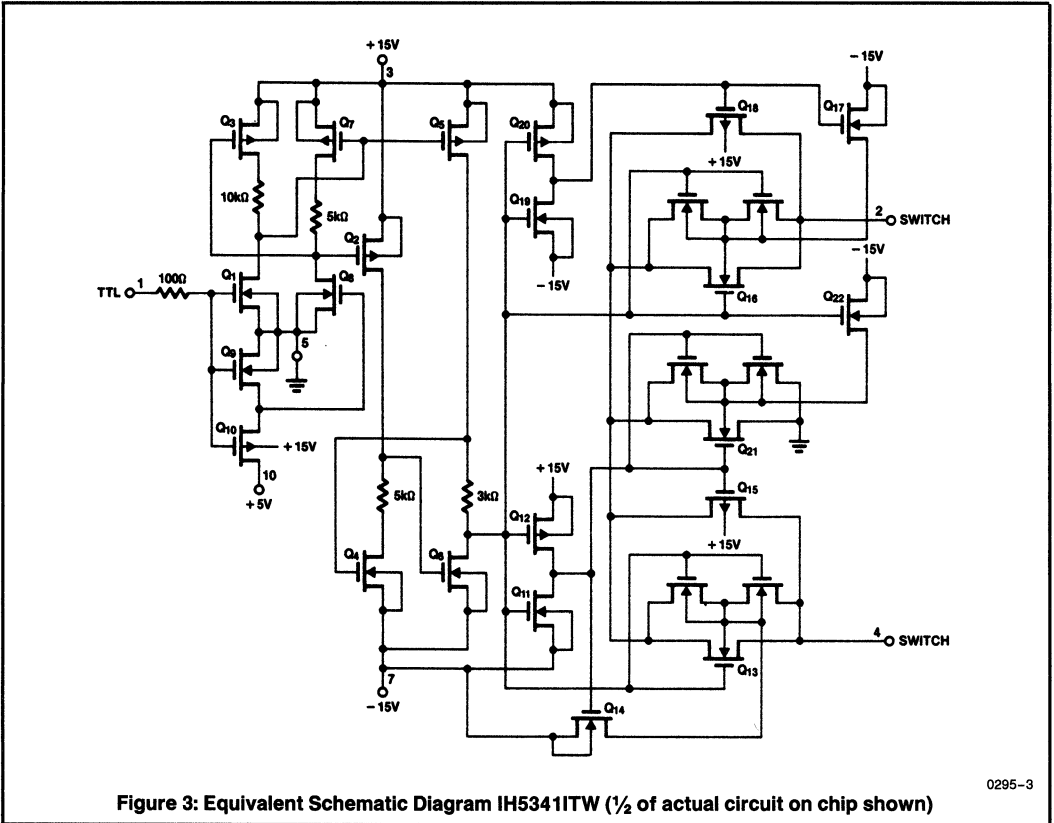 +15V
3
−15V
Q3
Q7
Q5
Q20
Q18
Q17
+15V
10kΩ
5kΩ
Q19
2
SWITCH
Q2
−15V
TTL
1
100Ω
Q1
Q8
−15V
Q16
Q22
5
Q9
Q10
+15V
Q21
10
+5V
+15V
Q15
5kΩ
3kΩ
Q12
+15V
Q4
Q6
Q11
4
SWITCH
Q13
7
−15V
Q14
0295–3
Figure 3: Equivalent Schematic Diagram IH5341ITW (½ of actual circuit on chip shown)